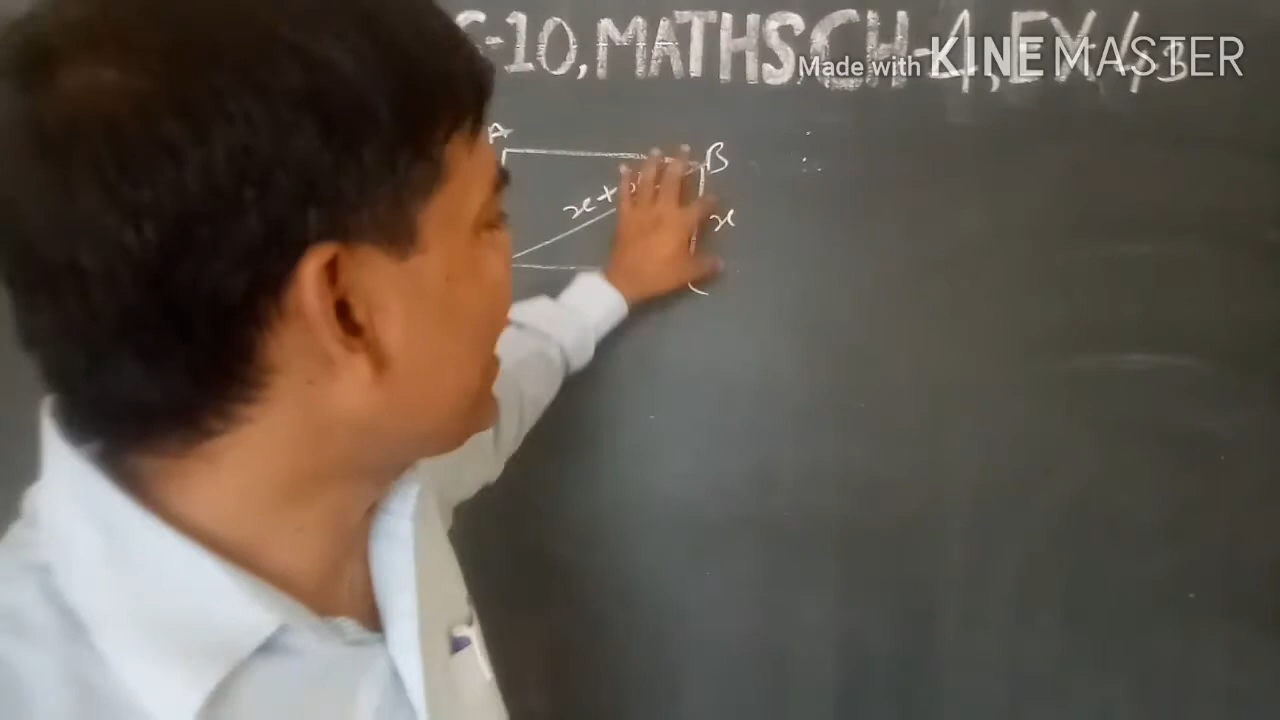 S-10, MATHS, CH-4, EX-4.3
Made with KINEMASTER
A
B
x+
x
C